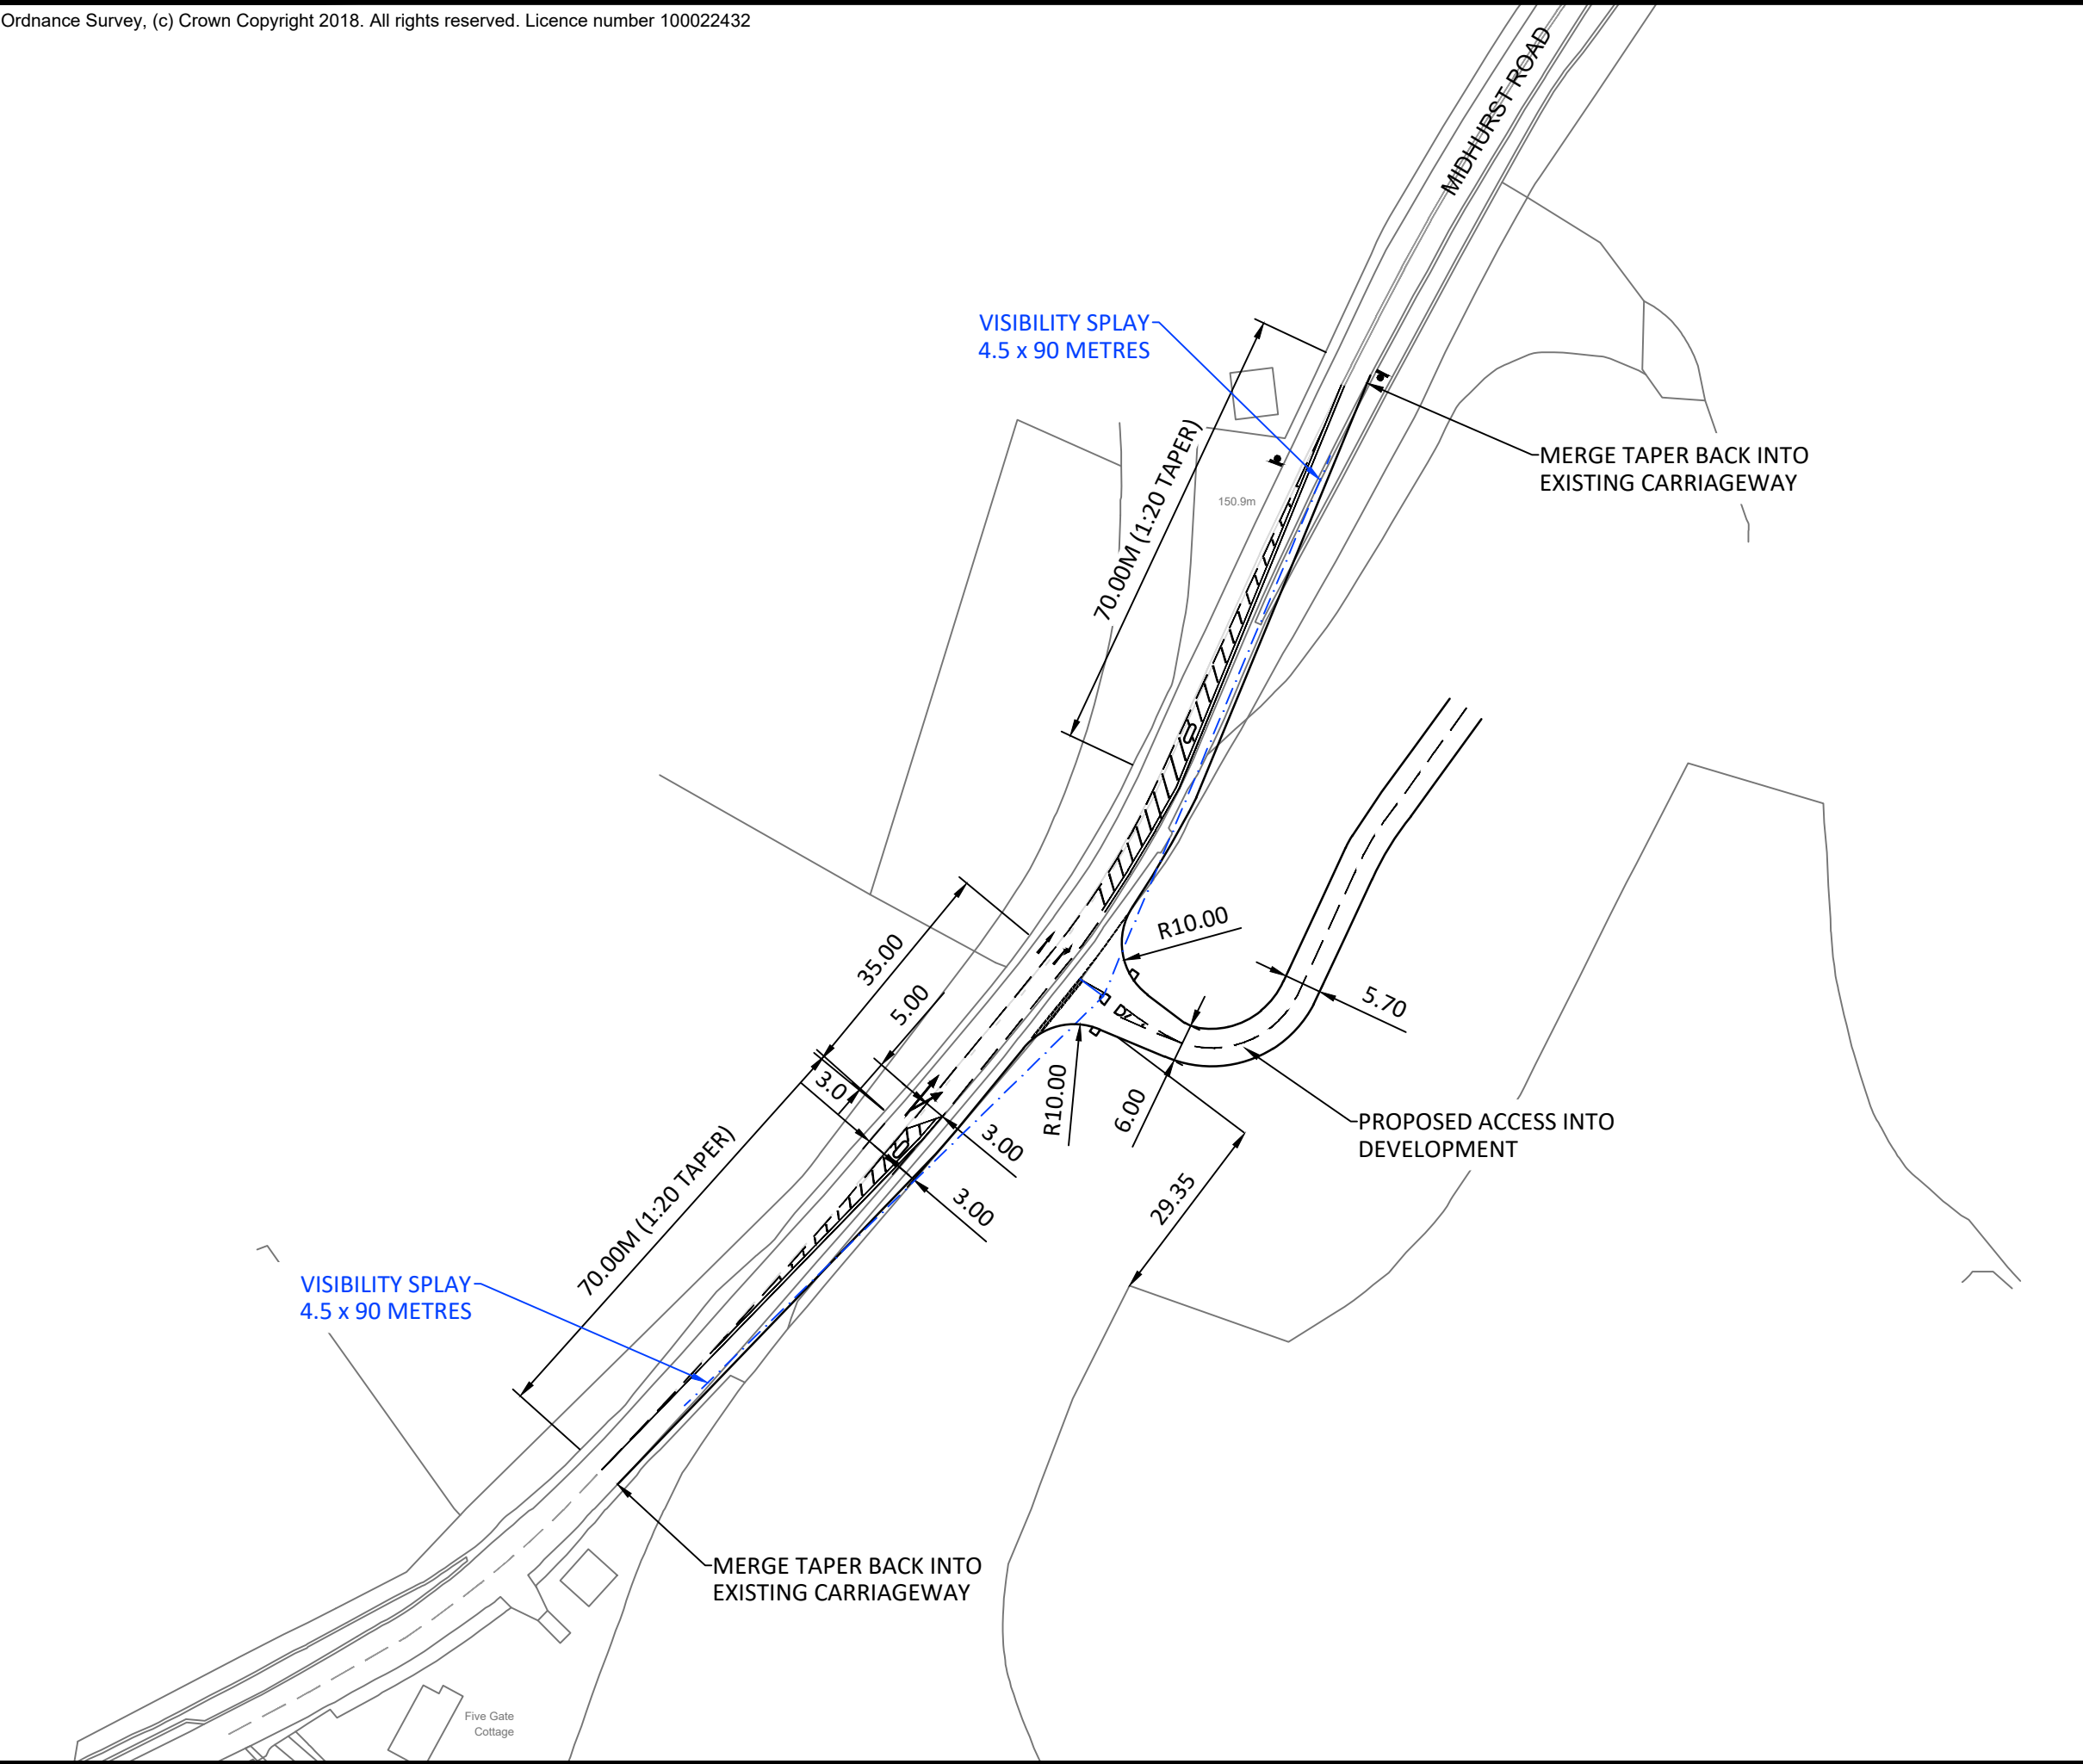 Ordnance Survey, (c) Crown Copyright 2018. All rights reserved. Licence number 100022432
MIDHURST ROAD
VISIBILITY SPLAY
4.5 x 90 METRES
MERGE TAPER BACK INTO
EXISTING CARRIAGEWAY
70.00M (1:20 TAPER)
150.9m
R10.00
35.00
5.00
5.70
3.0
R10.00
6.00
3.00
PROPOSED ACCESS INTO
DEVELOPMENT
3.00
29.35
70.00M (1:20 TAPER)
VISIBILITY SPLAY
4.5 x 90 METRES
MERGE TAPER BACK INTO
EXISTING CARRIAGEWAY
Five Gate
Cottage